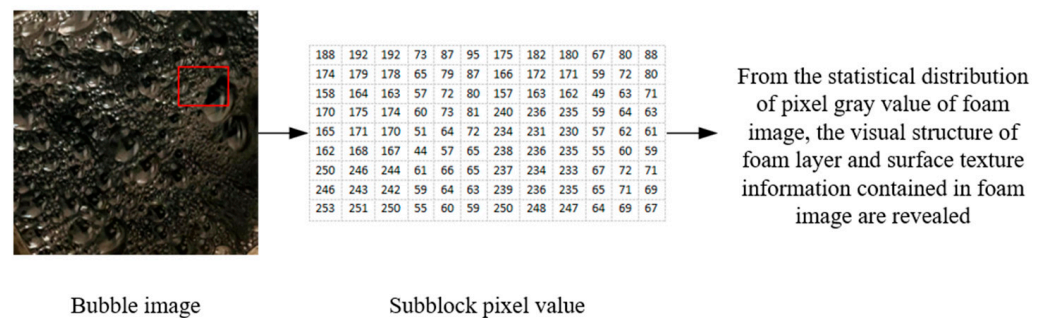 188 192 192 73 87 95 175 182 180 67 80 88
174 179 178 65 79 87 166 172 171 59 72 80
158 164 163 57 72 80 157 163 162 49 63 71
170 175 174 60 73 81 240 236 235 59 64 63
165 171 170 51 64 72 234 231 230 57 62 61
162 168 167 44 57 65 238 236 235 55 60 59
250 246 244 61 66 65 237 234 233 67 72 71
246 243 242 59 64 63 239 236 235 65 71 69
253 251 250 55 60 59 250 248 247 64 69 67
From the statistical distribution
of pixel gray value of foam
image, the visual structure of
foam layer and surface texture
information contained in foam
image are revealed
Bubble image
Subblock pixel value